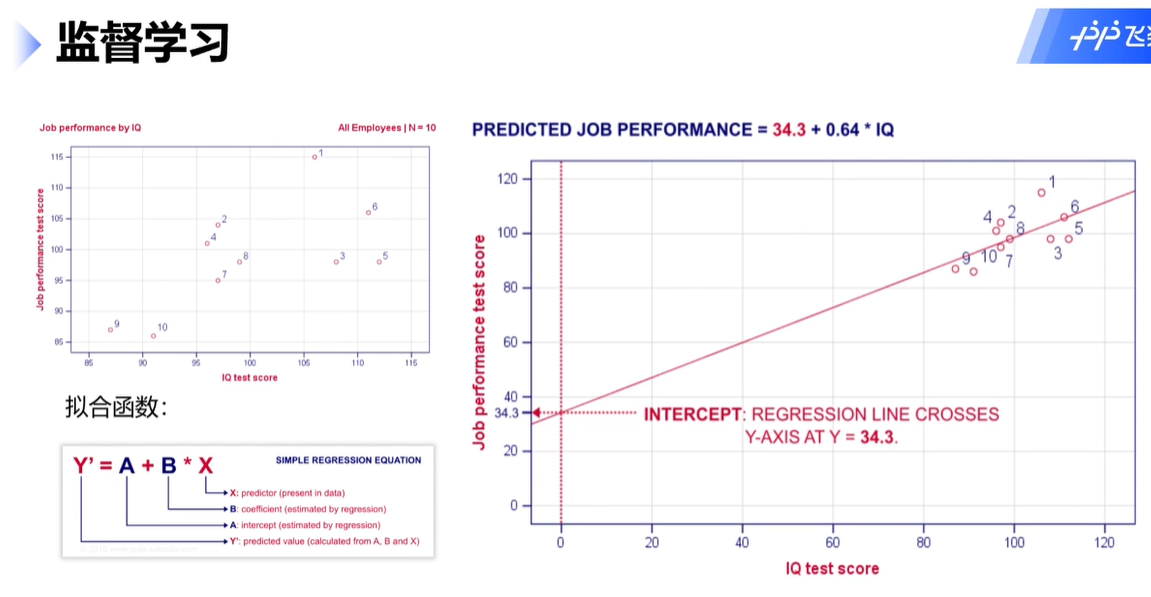 监督学习
Job performance by IQ
All Employees | N = 10
Job performance test score
115
110
105
100
95
90
85
1
2
3
4
5
6
7
8
9
10
85
90
95
100
105
110
115
IQ test score
拟合函数：
Y' = A + B * X
SIMPLE REGRESSION EQUATION
X: predictor (present in data)
B: coefficient (estimated by regression)
A: intercept (estimated by regression)
Y': predicted value (calculated from A, B and X)
PREDICTED JOB PERFORMANCE = 34.3 + 0.64 * IQ
Job performance test score
120
100
80
60
40
34.3
20
0
1
2
3
4
5
6
7
8
9
10
INTERCEPT: REGRESSION LINE CROSSES
Y-AXIS AT Y = 34.3.
0
20
40
60
80
100
120
IQ test score